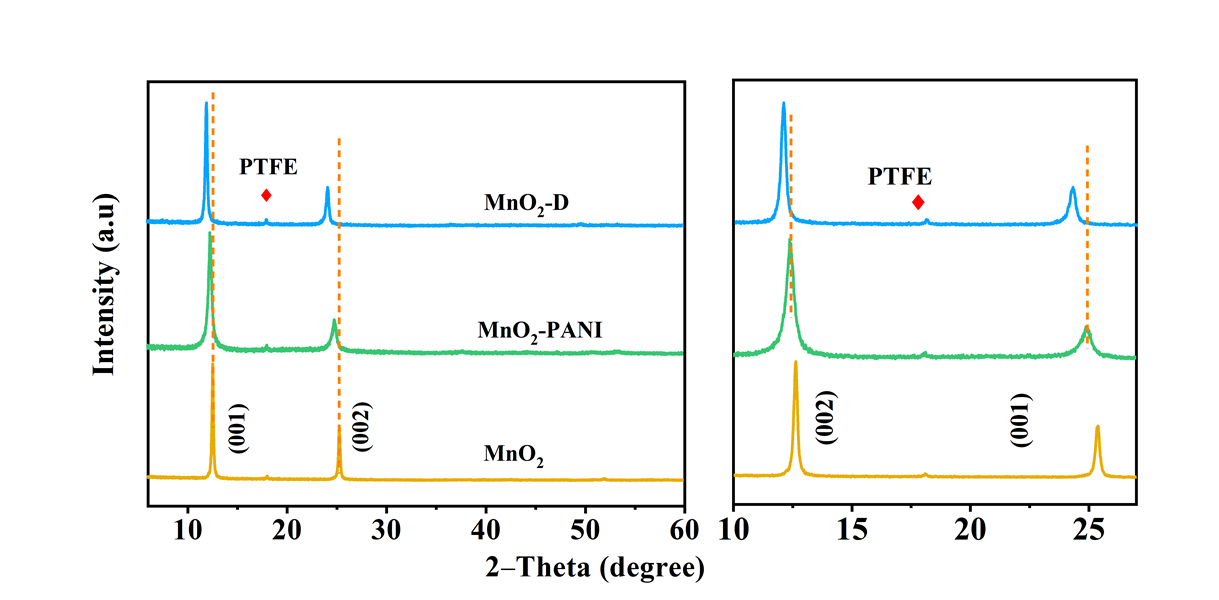 Intensity (a.u)
PTFE
MnO₂-D
MnO₂-PANI
(001)
(002)
MnO₂
10 20 30 40 50 60
PTFE
(002)
(001)
10 15 20 25
2–Theta (degree)